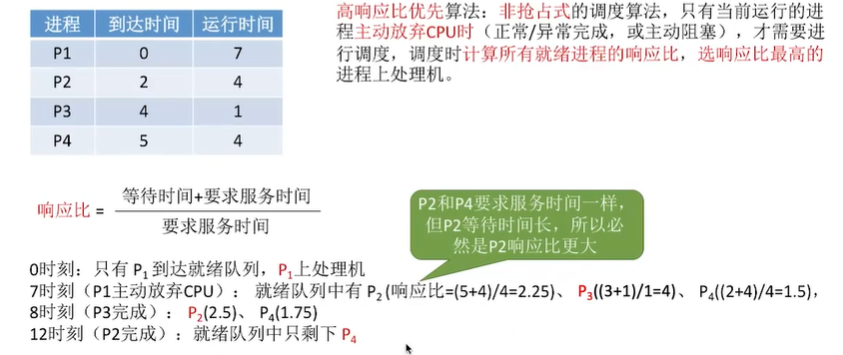 进程 到达时间 运行时间
P1 0 7
P2 2 4
P3 4 1
P4 5 4
高响应比优先算法：非抢占式的调度算法，只有当前运行的进
程主动放弃CPU时（正常/异常完成，或主动阻塞），才需要进
行调度，调度时计算所有就绪进程的响应比，选响应比最高的
进程上处理机。
响应比 = 等待时间+要求服务时间
要求服务时间
P2和P4要求服务时间一样，
但P2等待时间长，所以必
然是P2响应比更大
0时刻：只有 P1 到达就绪队列，P1上处理机
7时刻（P1主动放弃CPU）： 就绪队列中有 P2 (响应比=(5+4)/4=2.25)、 P3((3+1)/1=4)、 P4((2+4)/4=1.5)，
8时刻（P3完成）： P2(2.5)、 P4(1.75)
12时刻（P2完成）：就绪队列中只剩下 P4